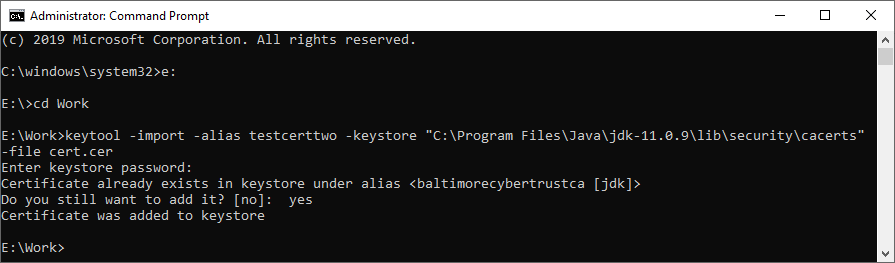 Administrator: Command Prompt
(c) 2019 Microsoft Corporation. All rights reserved.
C:\windows\system32>e:
E:\>cd Work
E:\Work>keytool -import -alias testcerttwo -keystore "C:\Program Files\Java\jdk-11.0.9\lib\security\cacerts"
-file cert.cer
Enter keystore password:
Certificate already exists in keystore under alias <baltimorecybertrustca [jdk]>
Do you still want to add it? [no]:  yes
Certificate was added to keystore
E:\Work>